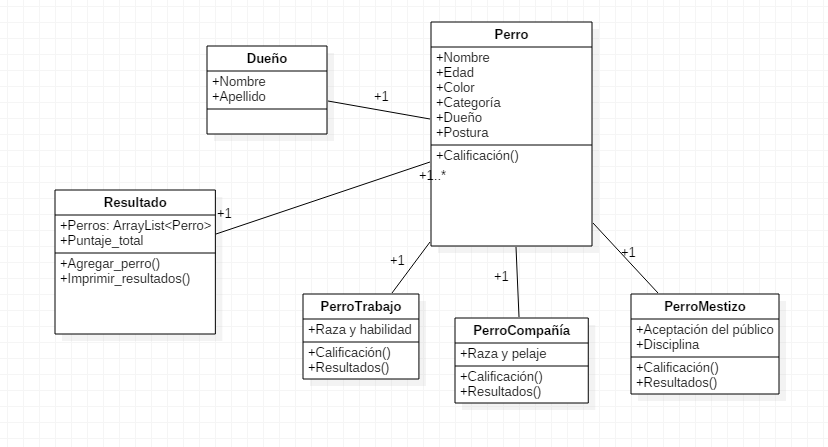 Perro
+Nombre
+Edad
+Color
+Categoría
+Dueño
+Postura
+Calificación()
Dueño
+Nombre
+Apellido
+1
+1..*
+1
Resultado
+Perros: ArrayList<Perro>
+Puntaje_total
+Agregar_perro()
+Imprimir_resultados()
+1
+1
+1
PerroTrabajo
+Raza y habilidad
+Calificación()
+Resultados()
PerroCompañía
+Raza y pelaje
+Calificación()
+Resultados()
PerroMestizo
+Aceptación del público
+Disciplina
+Calificación()
+Resultados()